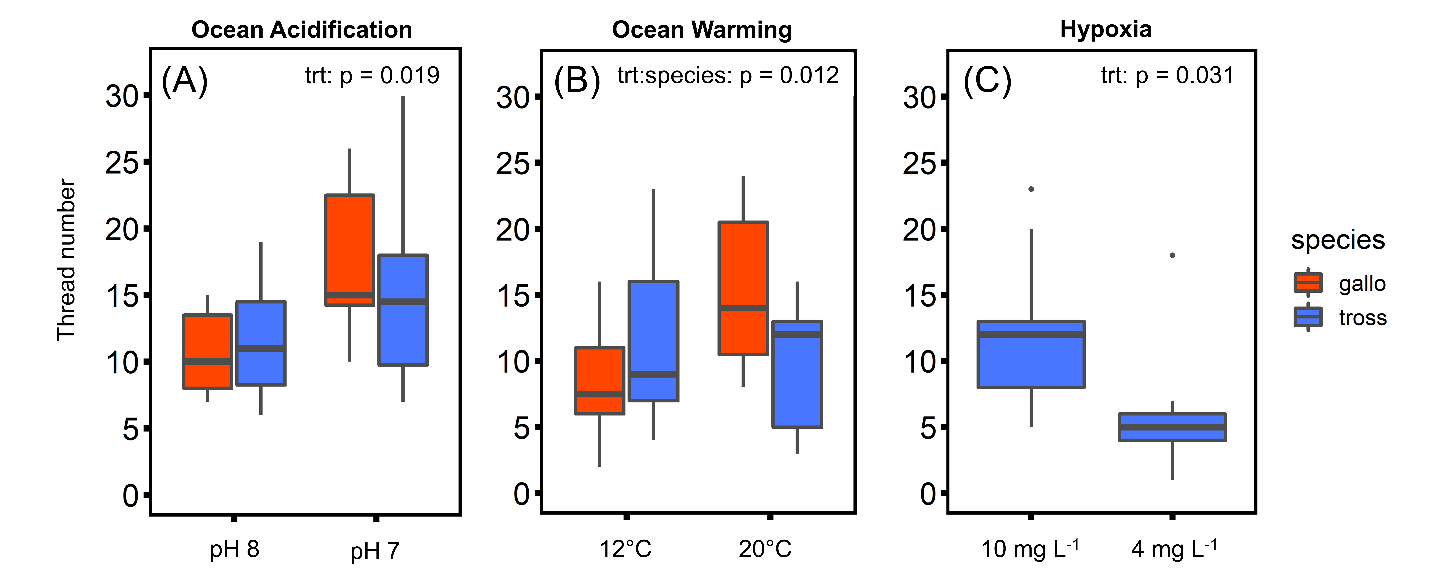 Ocean Acidification
Ocean Warming
Hypoxia
(A)
trt: p = 0.019
(B)
trt:species: p = 0.012
(C)
trt: p = 0.031
Thread number
30
25
20
15
10
5
0
30
25
20
15
10
5
0
30
25
20
15
10
5
0
pH 8
pH 7
12°C
20°C
10 mg L⁻¹
4 mg L⁻¹
species
gallo
tross